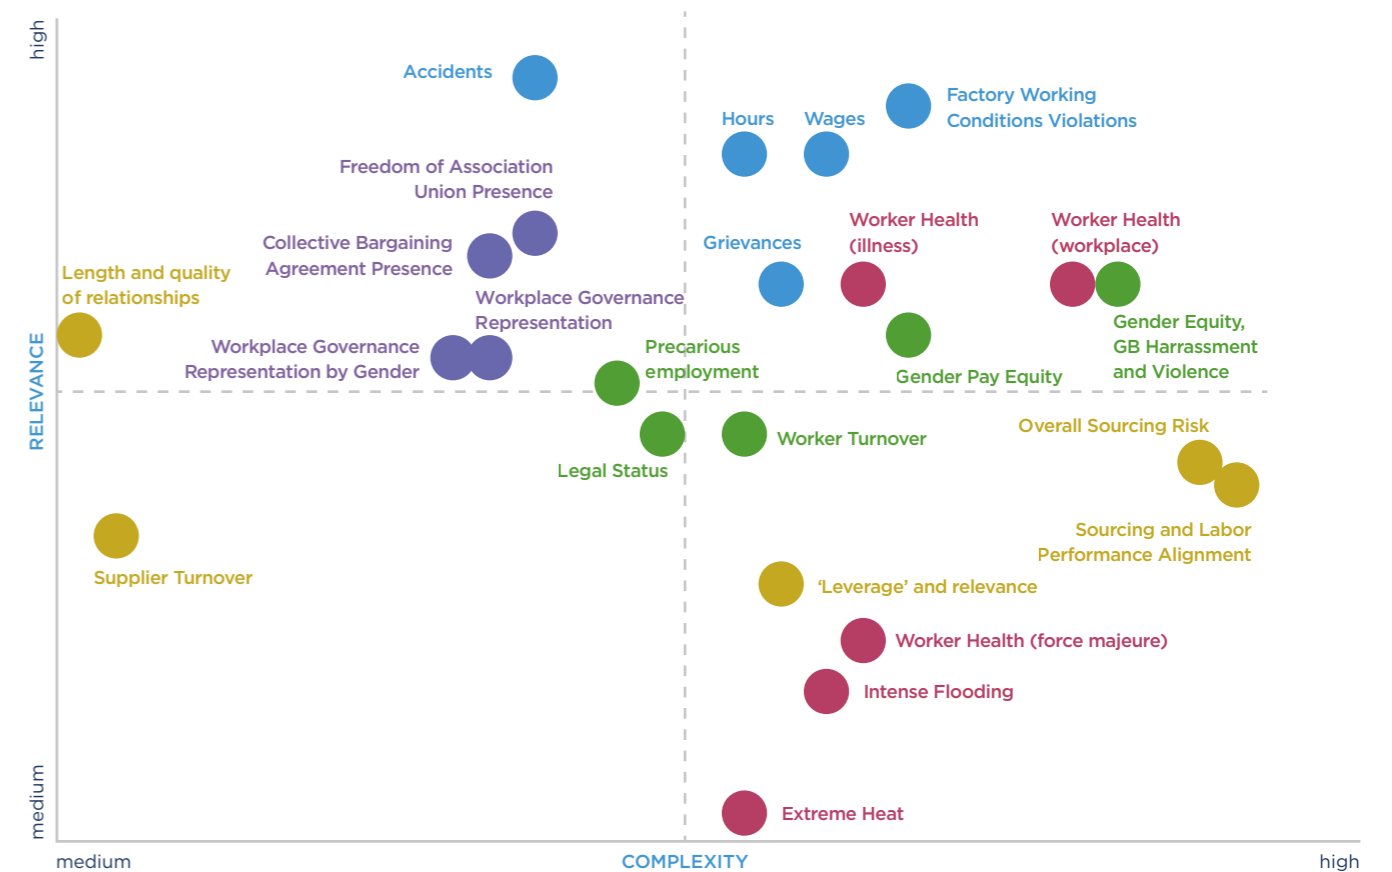 high
Accidents
Factory Working
Conditions Violations
Hours
Wages
Freedom of Association
Union Presence
Worker Health
(illness)
Worker Health
(workplace)
Collective Bargaining
Agreement Presence
Grievances
Length and quality
of relationships
Workplace Governance
Representation
Gender Equity,
GB Harrassment
and Violence
Workplace Governance
Representation by Gender
Precarious
employment
Gender Pay Equity
RELEVANCE
Overall Sourcing Risk
Worker Turnover
Legal Status
Sourcing and Labor
Performance Alignment
Supplier Turnover
‘Leverage’ and relevance
Worker Health (force majeure)
Intense Flooding
Extreme Heat
medium
medium
COMPLEXITY
high